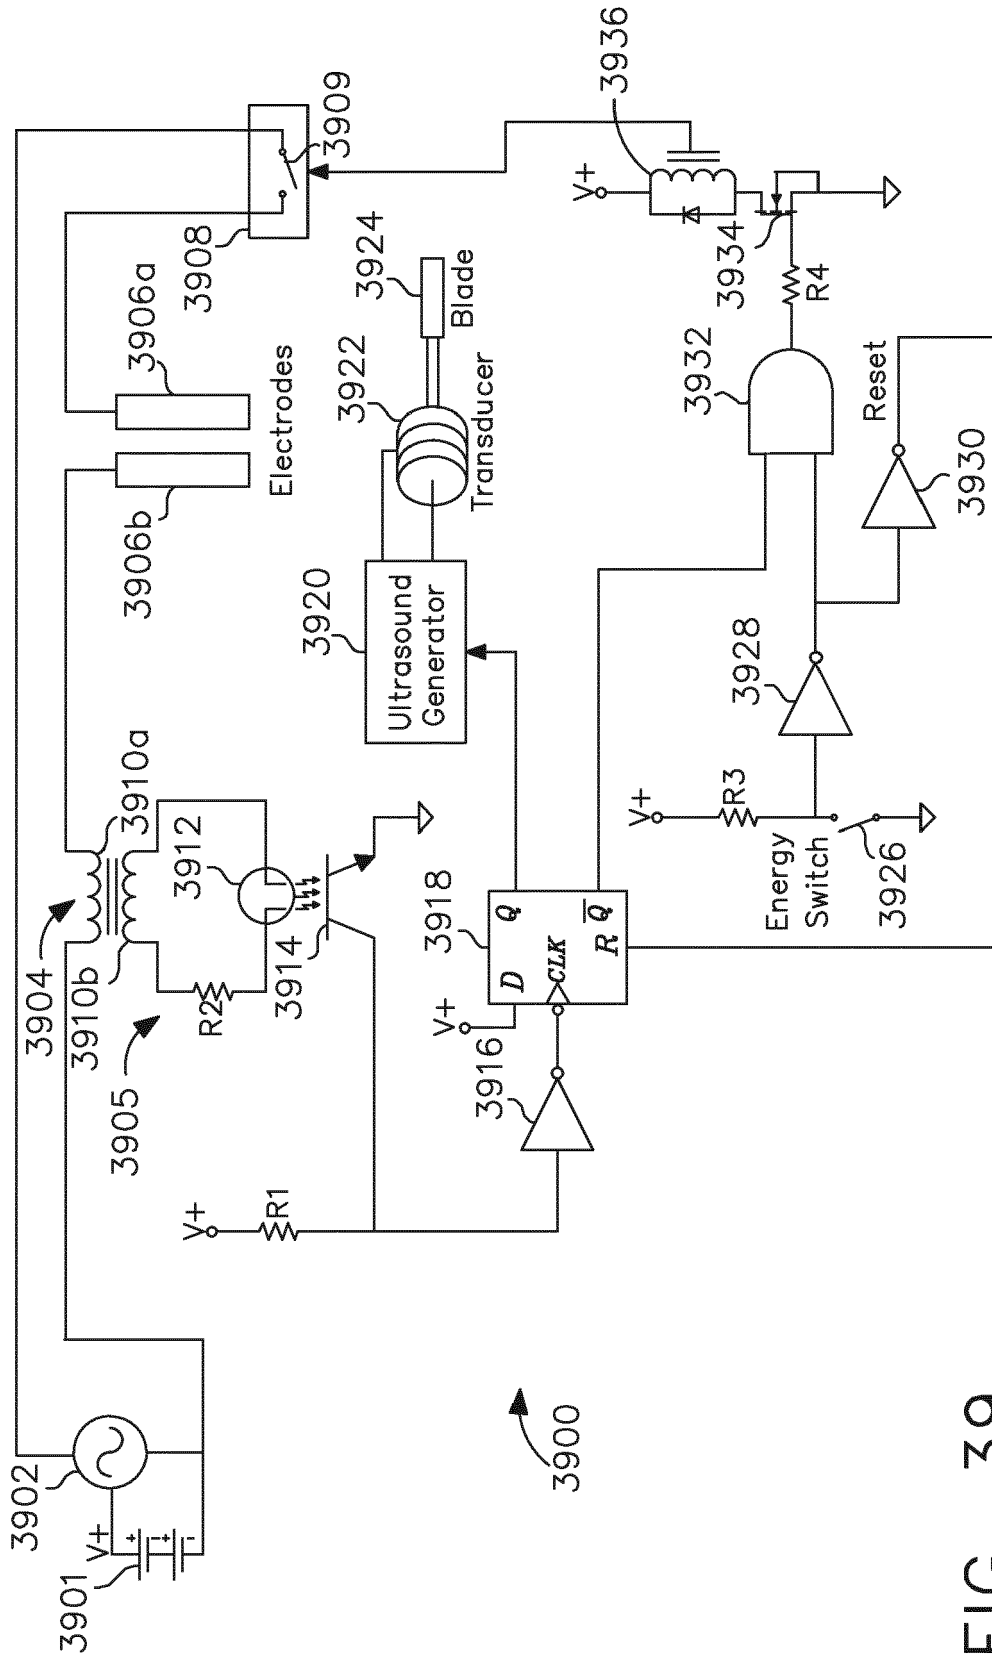 3901
V+
+
-
+
-
3902
3904
3910a
3910b
3905
R2
3912
3914
3906b
3906a
Electrodes
3908
3909
V+
R1
3916
V+
3918
D
Q
CLK
R
Q̅
3920
Ultrasound
Generator
3922
Transducer
3924
Blade
V+
R3
Energy
Switch
3926
3928
3930
Reset
3932
R4
3934
V+
3936
3900
FIG. 39